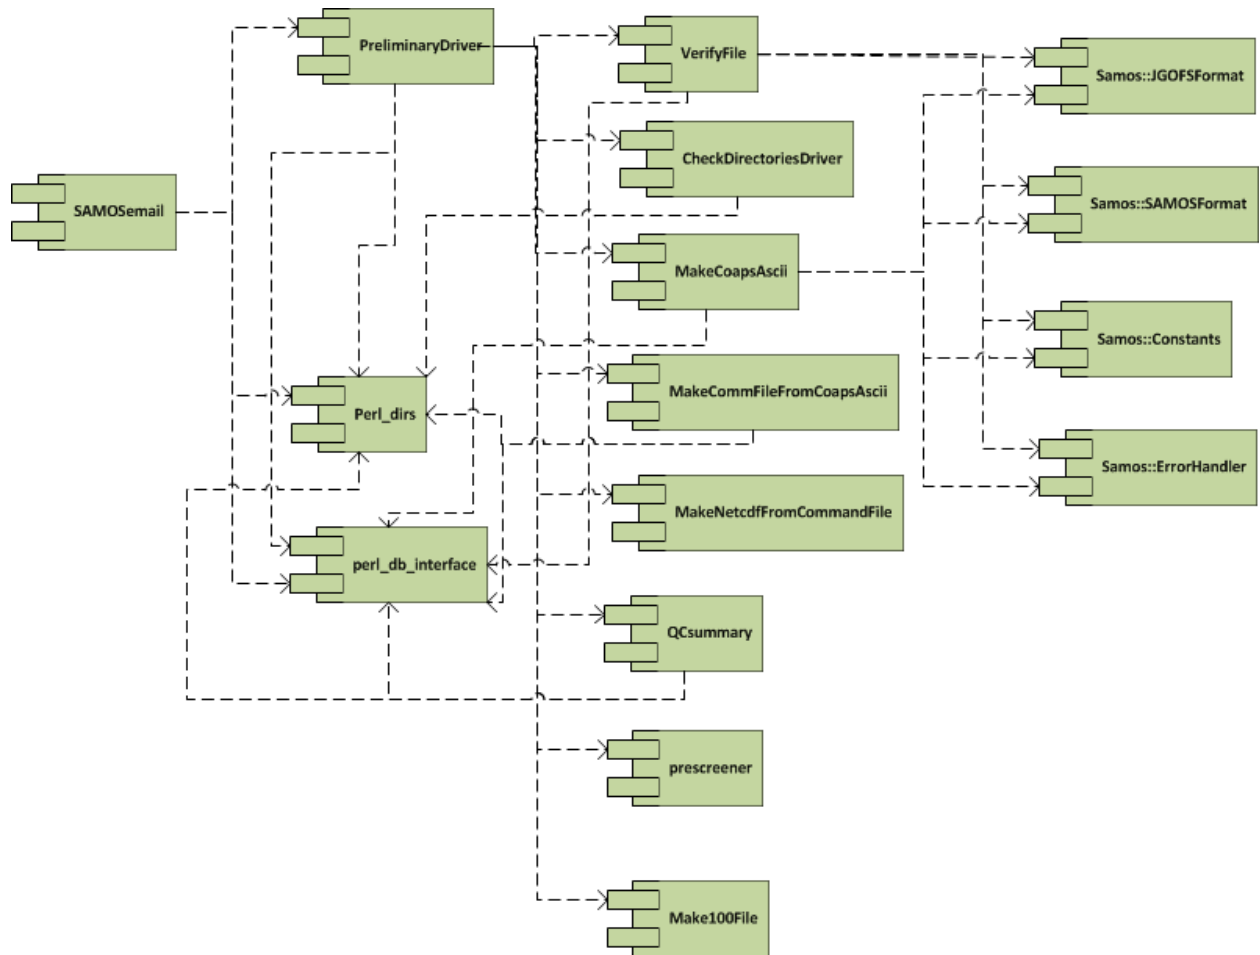 PreliminaryDriver
VerifyFile
Samos::JGOFSFormat
CheckDirectoriesDriver
SAMOSemail
Samos::SAMOSFormat
MakeCoapsAscii
Samos::Constants
MakeCommFileFromCoapsAscii
Perl_dirs
Samos::ErrorHandler
MakeNetcdfFromCommandFile
perl_db_interface
QCsummary
prescreener
Make100File